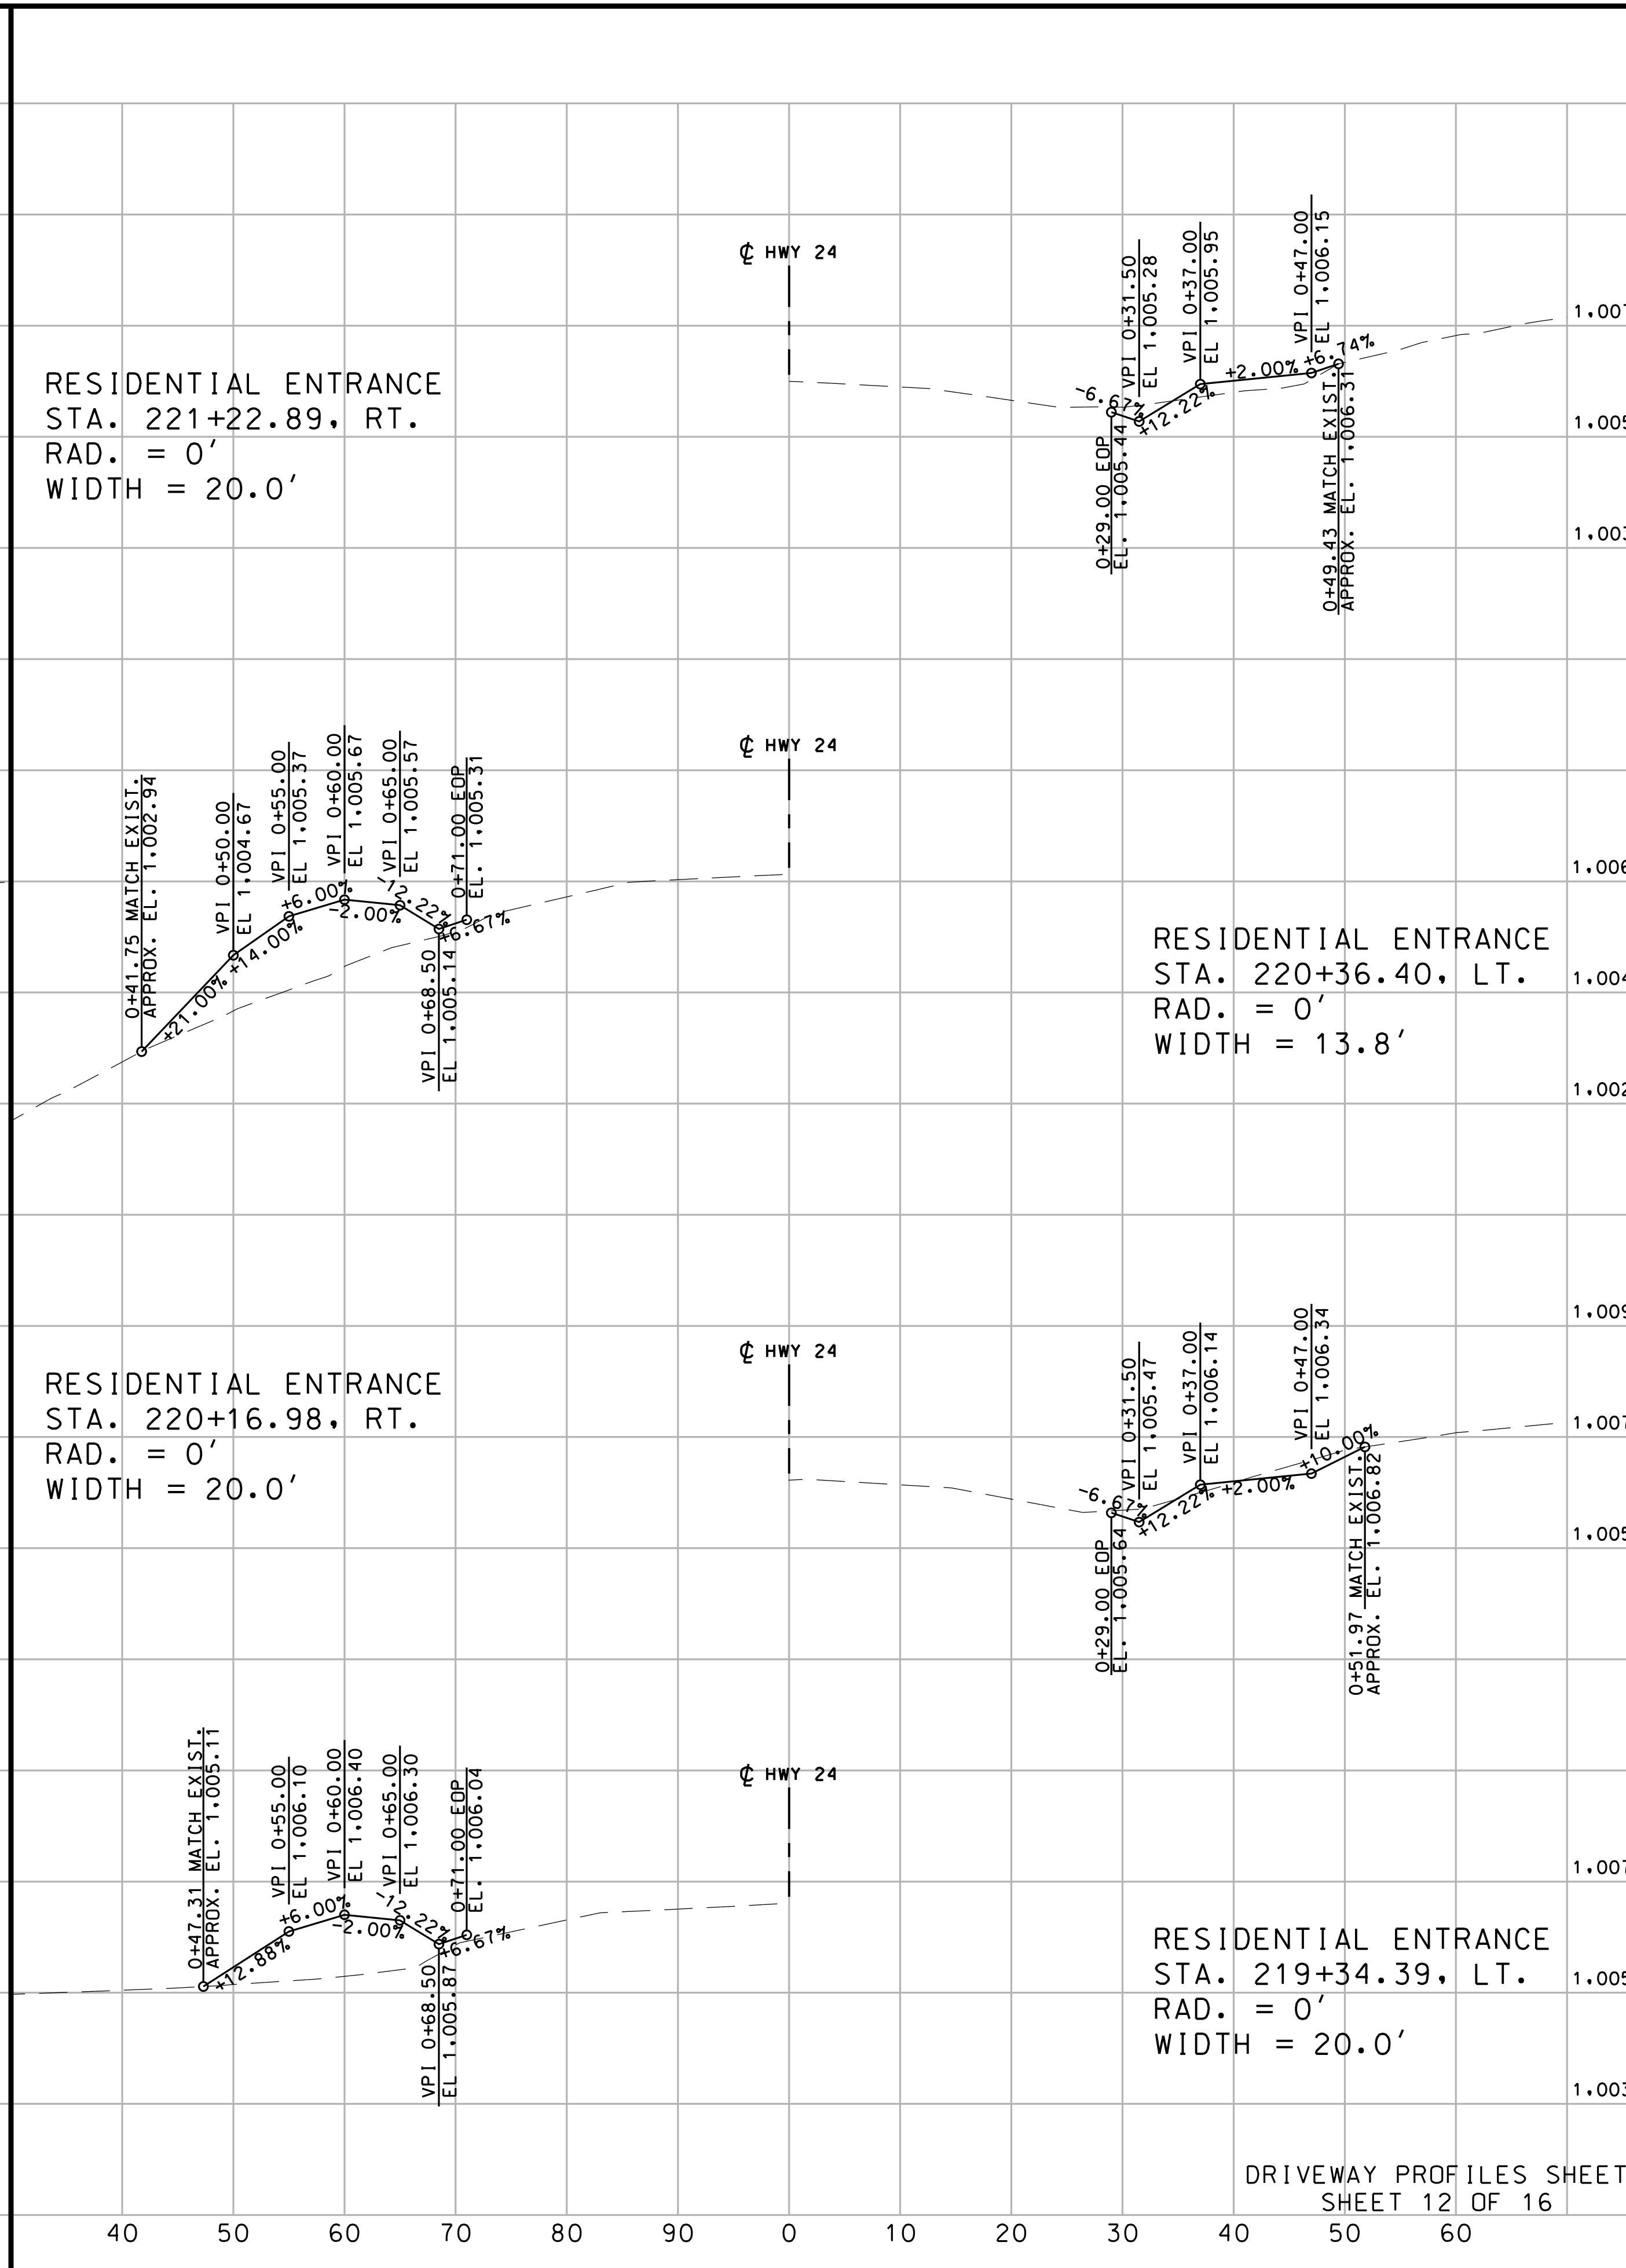 ℄ HWY 24
RESIDENTIAL ENTRANCE
STA. 221+22.89, RT.
RAD. = 0'
WIDTH = 20.0'
0+29.00 EOP
EL. 1,005.44
-6.67%
VPI 0+31.50
EL 1,005.28
+12.22%
VPI 0+37.00
EL 1,005.95
+2.00%
VPI 0+47.00
EL 1,006.15
+6.74%
0+49.43 MATCH EXIST.
APPROX. EL. 1,006.31
1,007
1,005
1,003
℄ HWY 24
0+41.75 MATCH EXIST.
APPROX. EL. 1,002.94
+21.00%
VPI 0+50.00
EL 1,004.67
+14.00%
VPI 0+55.00
EL 1,005.37
+6.00%
VPI 0+60.00
EL 1,005.67
-2.00%
VPI 0+65.00
EL 1,005.57
-12.22%
VPI 0+68.50
EL 1,005.14
+6.67%
0+71.00 EOP
EL. 1,005.31
RESIDENTIAL ENTRANCE
STA. 220+36.40, LT.
RAD. = 0'
WIDTH = 13.8'
1,006
1,004
1,002
℄ HWY 24
RESIDENTIAL ENTRANCE
STA. 220+16.98, RT.
RAD. = 0'
WIDTH = 20.0'
0+29.00 EOP
EL. 1,005.64
-6.67%
VPI 0+31.50
EL 1,005.47
+12.22%
VPI 0+37.00
EL 1,006.14
+2.00%
VPI 0+47.00
EL 1,006.34
+10.00%
0+51.97 MATCH EXIST.
APPROX. EL. 1,006.82
1,009
1,007
1,005
℄ HWY 24
0+47.31 MATCH EXIST.
APPROX. EL. 1,005.11
+12.88%
VPI 0+55.00
EL 1,006.10
+6.00%
VPI 0+60.00
EL 1,006.40
-2.00%
VPI 0+65.00
EL 1,006.30
-12.22%
VPI 0+68.50
EL 1,005.87
+6.67%
0+71.00 EOP
EL. 1,006.04
RESIDENTIAL ENTRANCE
STA. 219+34.39, LT.
RAD. = 0'
WIDTH = 20.0'
1,007
1,005
1,003
DRIVEWAY PROFILES SHEET
SHEET 12 OF 16
40 50 60 70 80 90 0 10 20 30 40 50 60